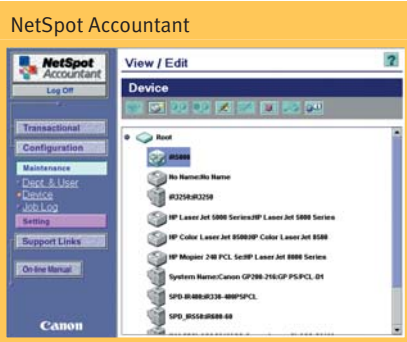 NetSpot Accountant
NetSpot
Accountant
Log Off
Transactional
Configuration
Maintenance
Dept. & User
Device
Job Log
Setting
Support Links
On-line Manual
Canon
View / Edit
?
Device
Root
iR5000
No Name:No Name
iR3250:iR3250
HP LaserJet 5000 Series:HP LaserJet 5000 Series
HP Color LaserJet 8500:HP Color LaserJet 8500
HP Mopier 240 PCL 5e:HP LaserJet 8000 Series
System Name:Canon GP200-216:GP PS/PCL-D1
SPD-IR400:iR330-400PSPCL
SPD_IR550:iR600-60